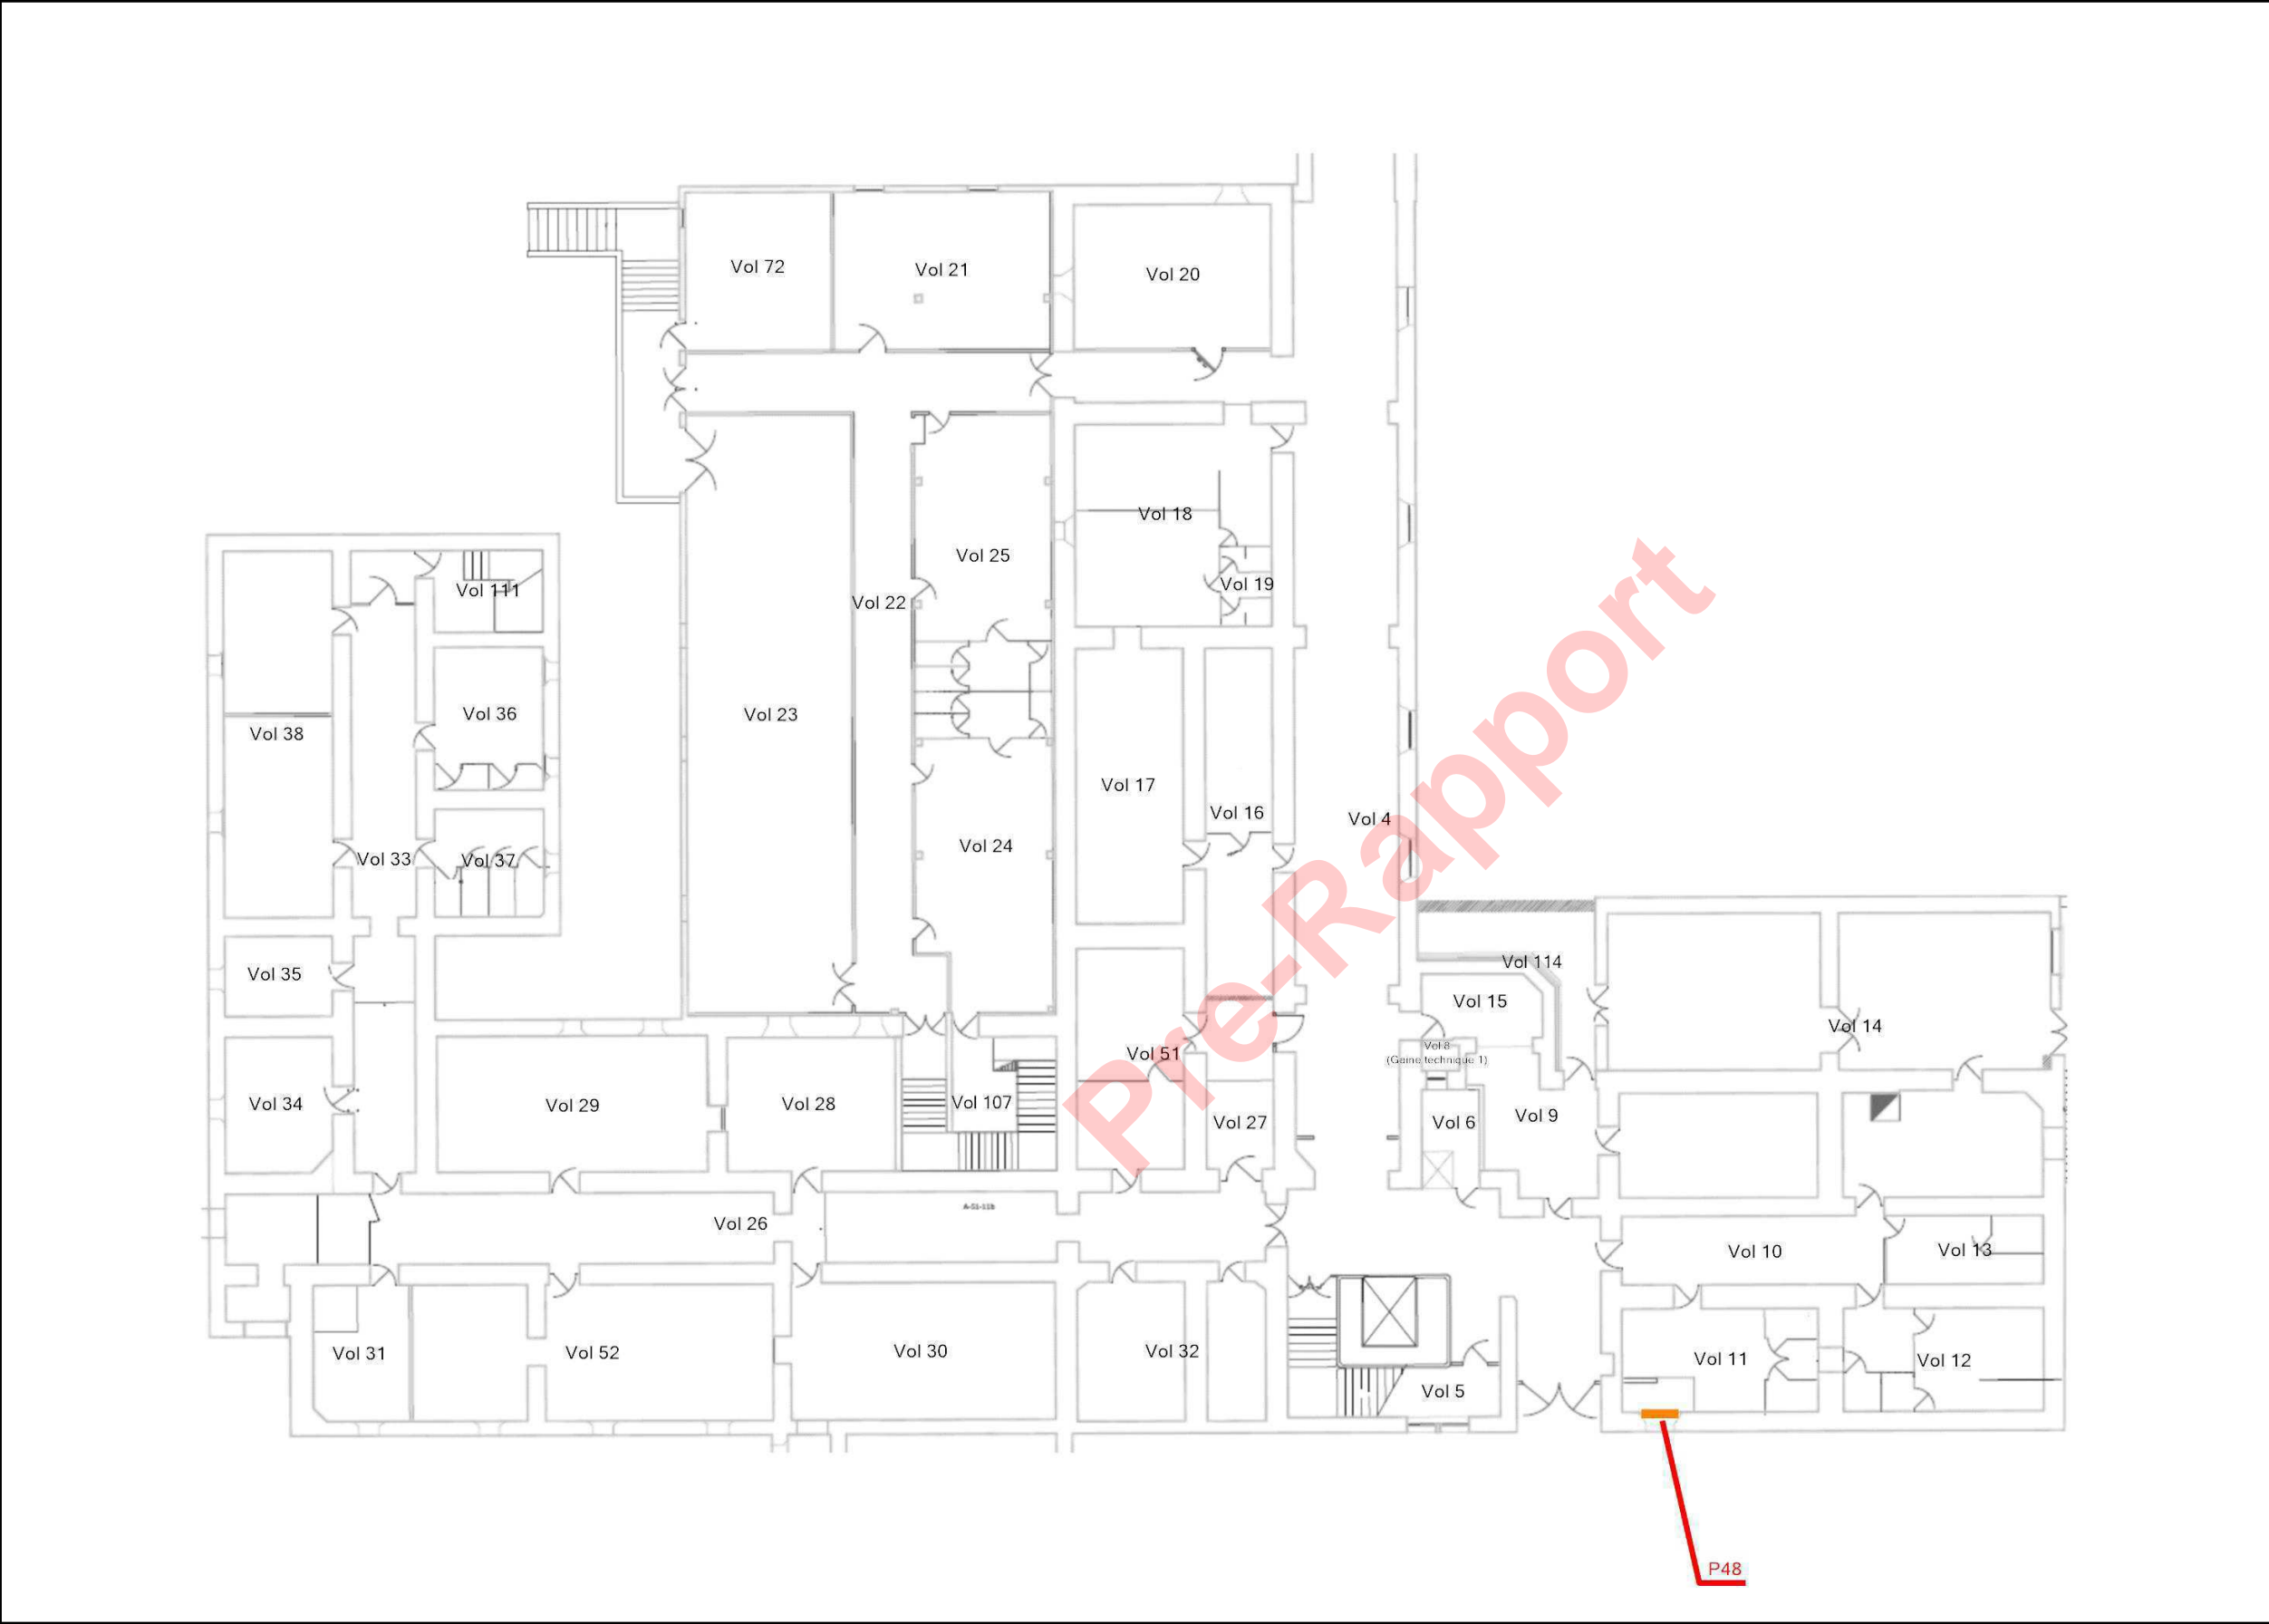 Vol 72
Vol 21
Vol 20
Vol 18
Vol 25
Vol 19
Vol 111
Vol 22
Vol 36
Vol 23
Vol 38
Vol 17
Vol 16
Vol 4
Vol 24
Vol 33
Vol 37
Pre-Rapport
Vol 114
Vol 35
Vol 15
Vol 14
Vol 51
Vol 8
(Gaine technique 1)
Vol 34
Vol 29
Vol 28
Vol 107
Vol 27
Vol 6
Vol 9
A-51-11b
Vol 26
Vol 10
Vol 13
Vol 31
Vol 52
Vol 30
Vol 32
Vol 11
Vol 12
Vol 5
P48